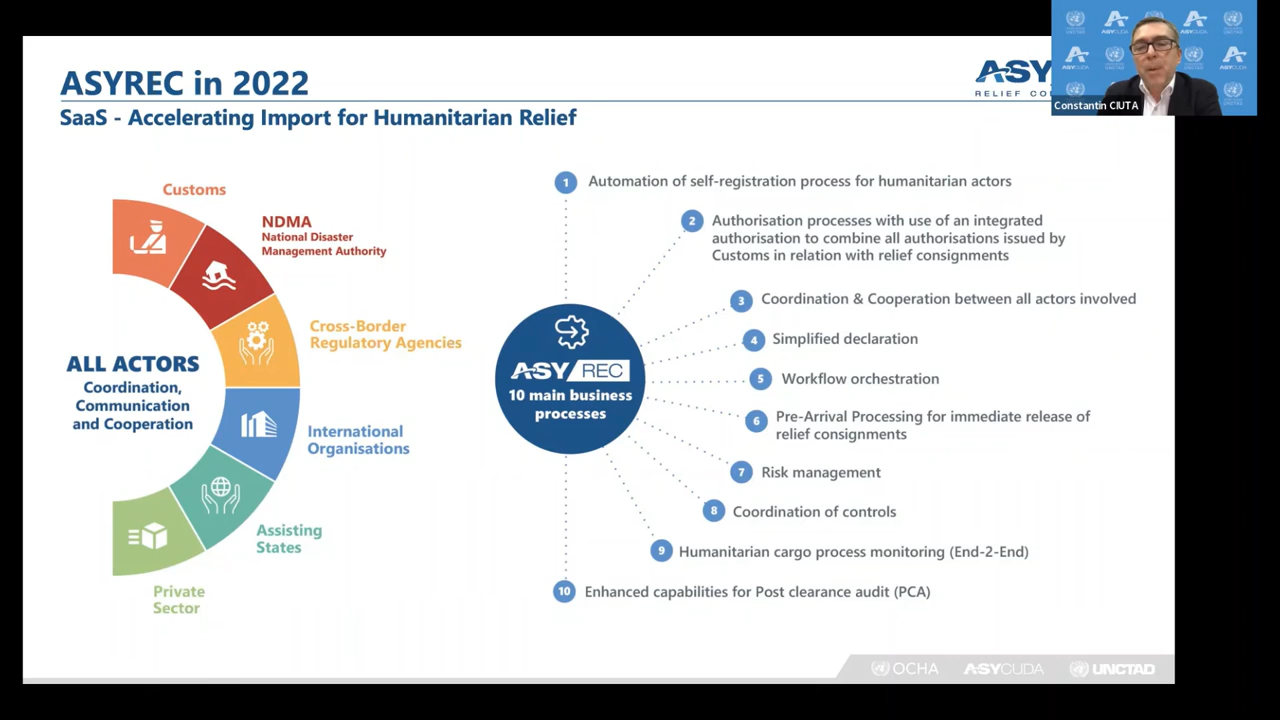 ASYREC in 2022
SaaS - Accelerating Import for Humanitarian Relief
ASY
RELIEF CO
UNCTAD
ASYCUDA
ASYCUDA
UNCTAD
ASYCUDA
ASYCUDA
Constantin CIUTA
Customs
NDMA
National Disaster
Management Authority
Cross-Border
Regulatory Agencies
ALL ACTORS
Coordination,
Communication
and Cooperation
International
Organisations
Assisting
States
Private
Sector
ASY/REC
10 main business
processes
1 Automation of self-registration process for humanitarian actors
2 Authorisation processes with use of an integrated
authorisation to combine all authorisations issued by
Customs in relation with relief consignments
3 Coordination & Cooperation between all actors involved
4 Simplified declaration
5 Workflow orchestration
6 Pre-Arrival Processing for immediate release of
relief consignments
7 Risk management
8 Coordination of controls
9 Humanitarian cargo process monitoring (End-2-End)
10 Enhanced capabilities for Post clearance audit (PCA)
OCHA ASYCUDA UNCTAD